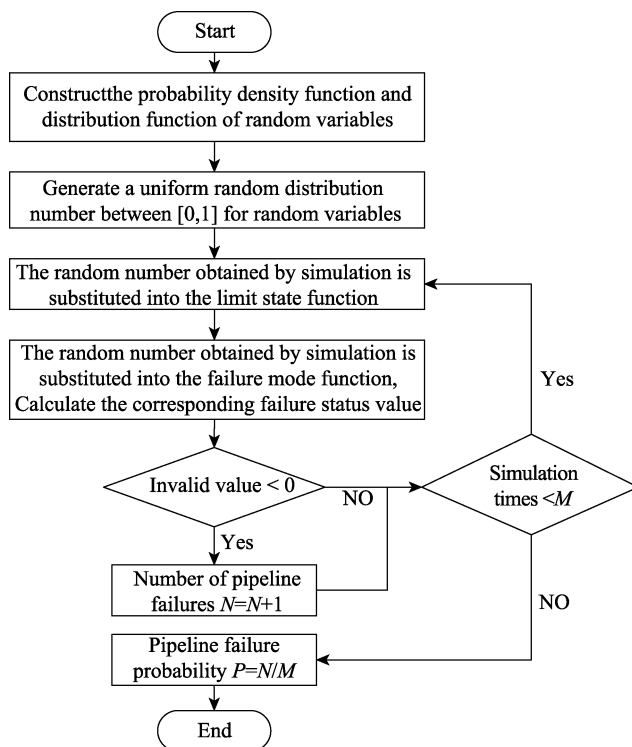 Start
Constructthe probability density function and
distribution function of random variables
Generate a uniform random distribution
number between [0,1] for random variables
The random number obtained by simulation is
substituted into the limit state function
The random number obtained by simulation is
substituted into the failure mode function,
Calculate the corresponding failure status value
Yes
Invalid value < 0
NO
Simulation
times <M
Yes
Number of pipeline
failures N=N+1
NO
Pipeline failure
probability P=N/M
End